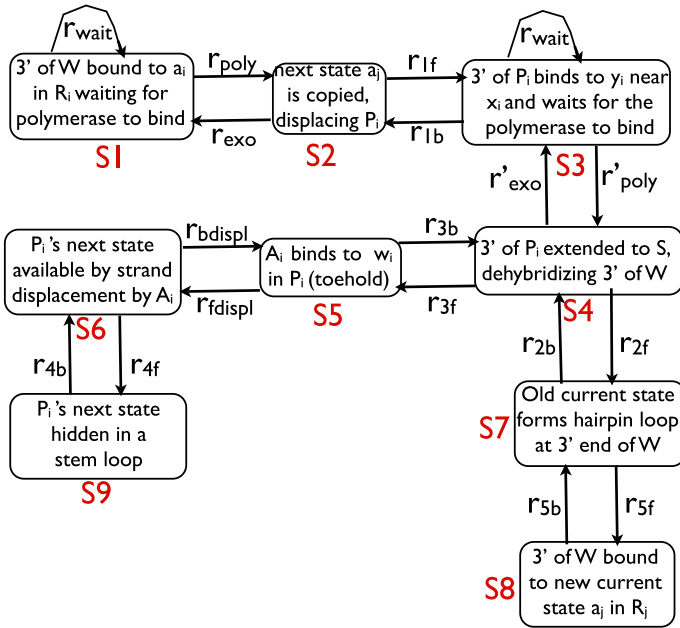 r_wait
3' of W bound to a_i
in R_i waiting for
polymerase to bind
S1
r_poly
r_exo
next state a_j
is copied,
displacing P_i
S2
r_1f
r_1b
r_wait
3' of P_i binds to y_i near
x_i and waits for the
polymerase to bind
S3
r'_exo
r'_poly
P_i's next state
available by strand
displacement by A_i
S6
r_bdispl
r_fdispl
A_i binds to w_i
in P_i (toehold)
S5
r_3b
r_3f
3' of P_i extended to S,
dehybridizing 3' of W
S4
r_4b
r_4f
r_2b
r_2f
P_i's next state
hidden in a
stem loop
S9
Old current state
forms hairpin loop
at 3' end of W
S7
r_5b
r_5f
3' of W bound
to new current
state a_j in R_j
S8